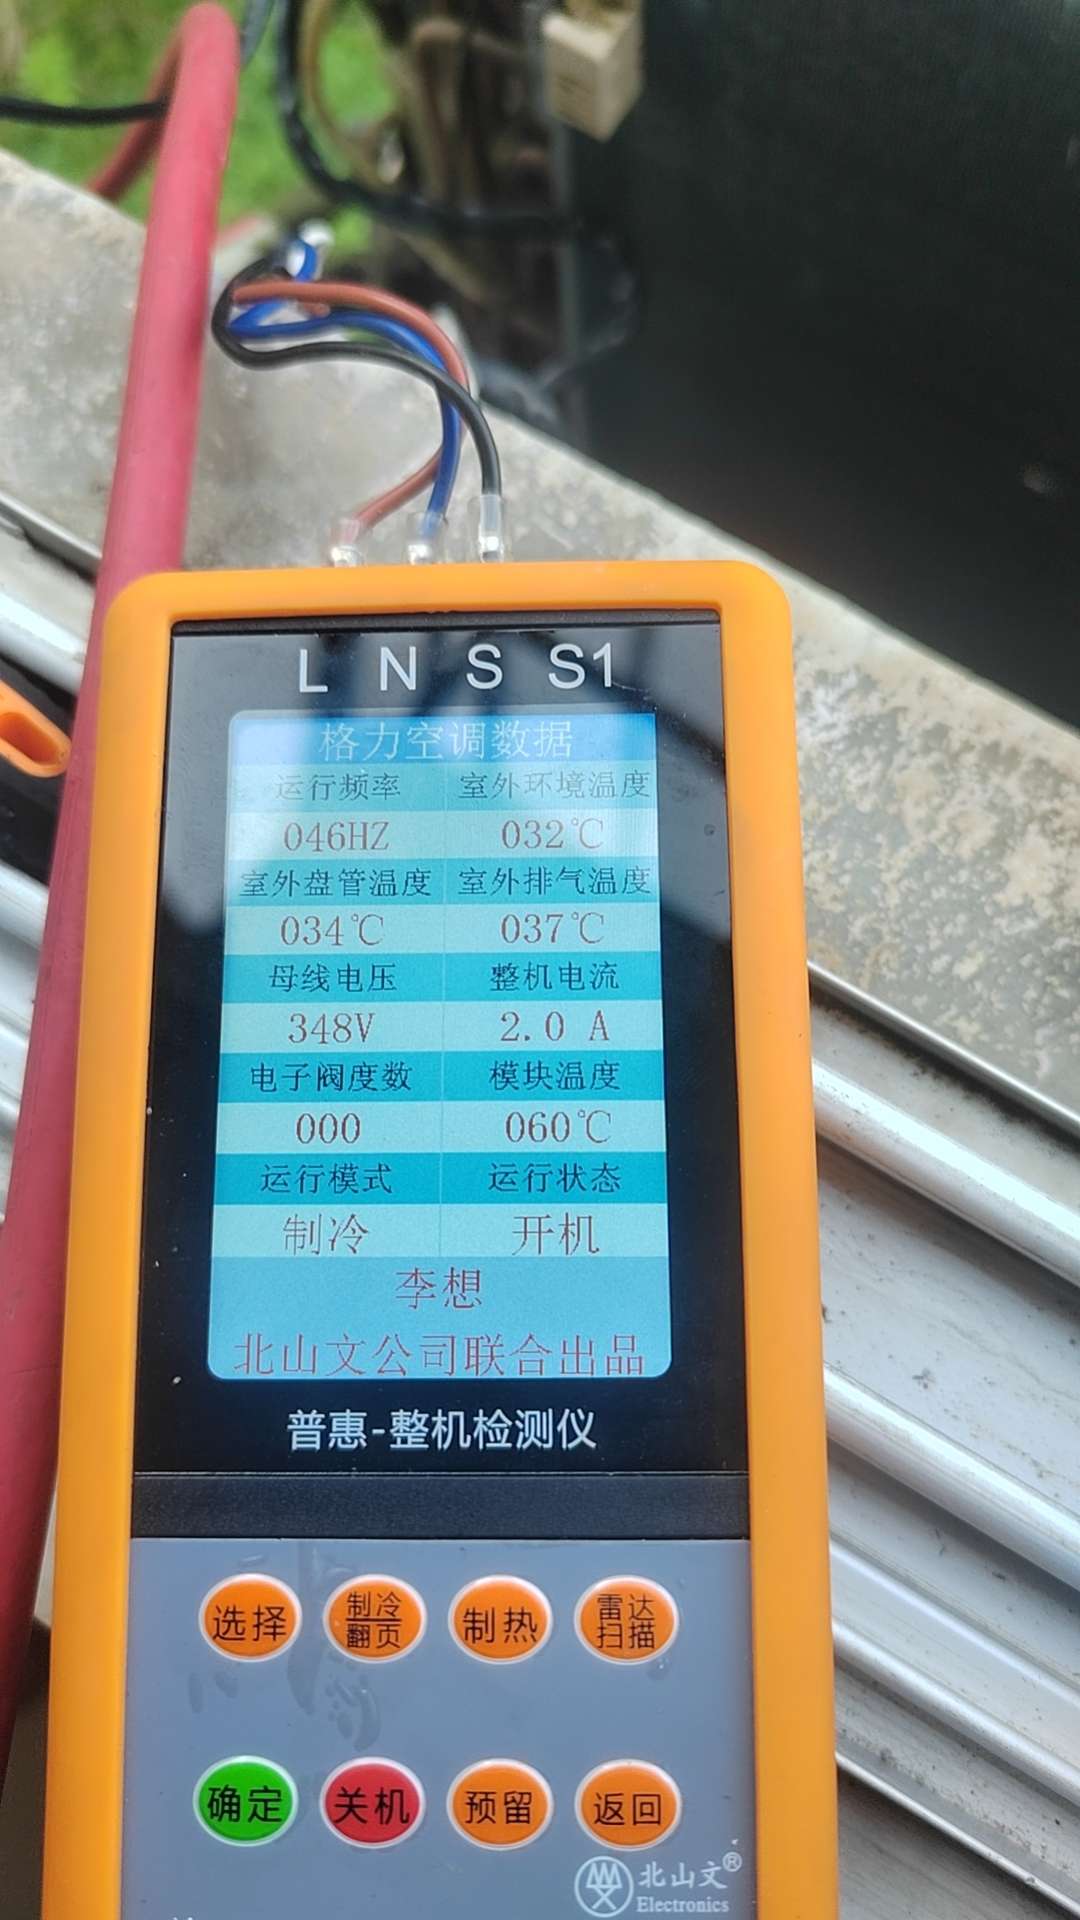 L N S S1
格力空调数据
运行频率 室外环境温度
046HZ 032℃
室外盘管温度 室外排气温度
034℃ 037℃
母线电压 整机电流
348V 2.0 A
电子阀度数 模块温度
000 060℃
运行模式 运行状态
制冷 开机
李想
北山文公司联合出品
普惠-整机检测仪
选择 制冷 制热 雷达
翻页 扫描
确定 关机 预留 返回
北山文®
Electronics